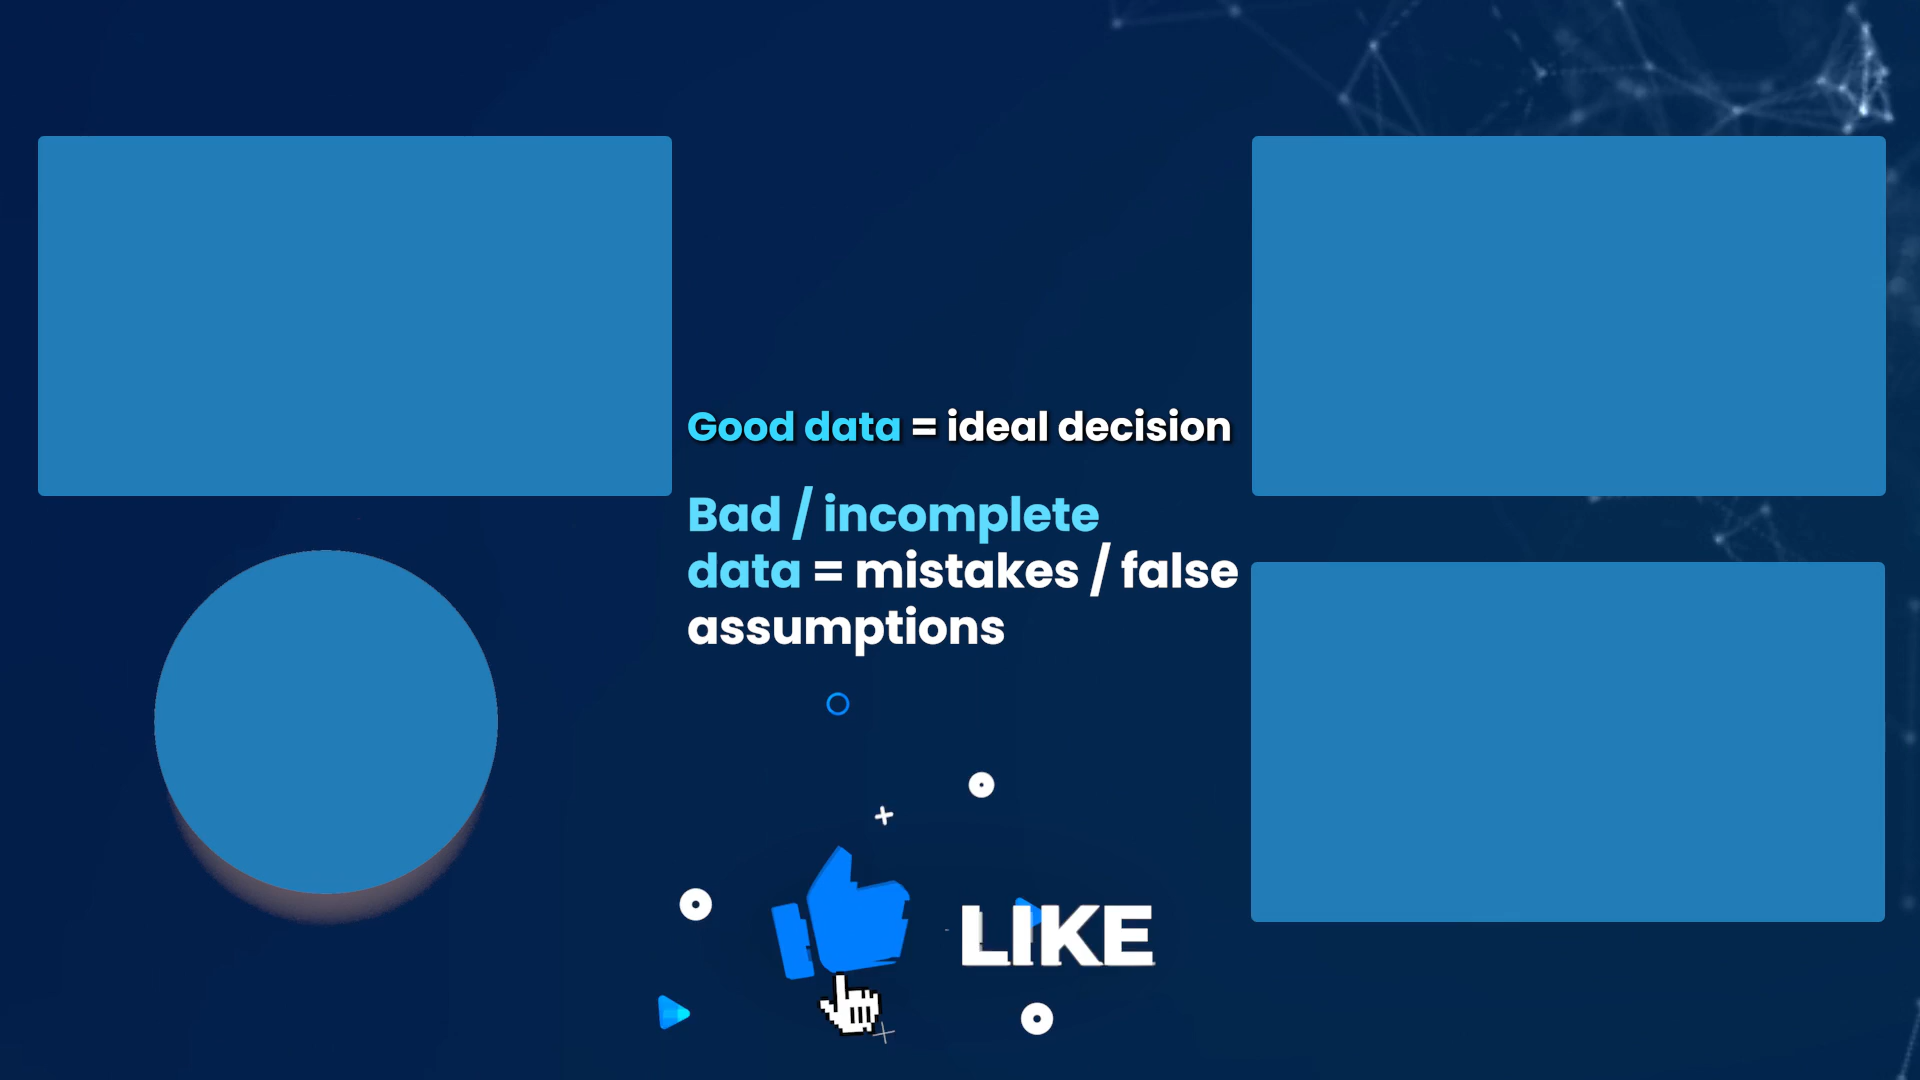 Good data = ideal decision
Bad / incomplete
data = mistakes / false
assumptions
LIKE